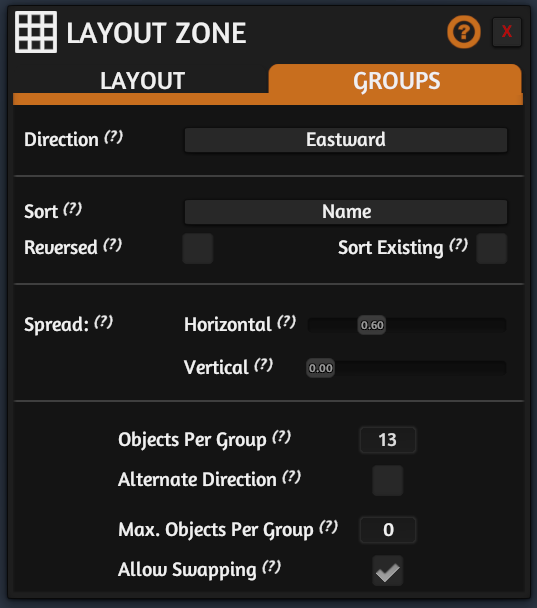 LAYOUT ZONE ? X
LAYOUT GROUPS
Direction (?) Eastward
Sort (?) Name
Reversed (?) Sort Existing (?)
Spread: (?) Horizontal (?) 0.60
Vertical (?) 0.00
Objects Per Group (?) 13
Alternate Direction (?)
Max. Objects Per Group (?) 0
Allow Swapping (?)